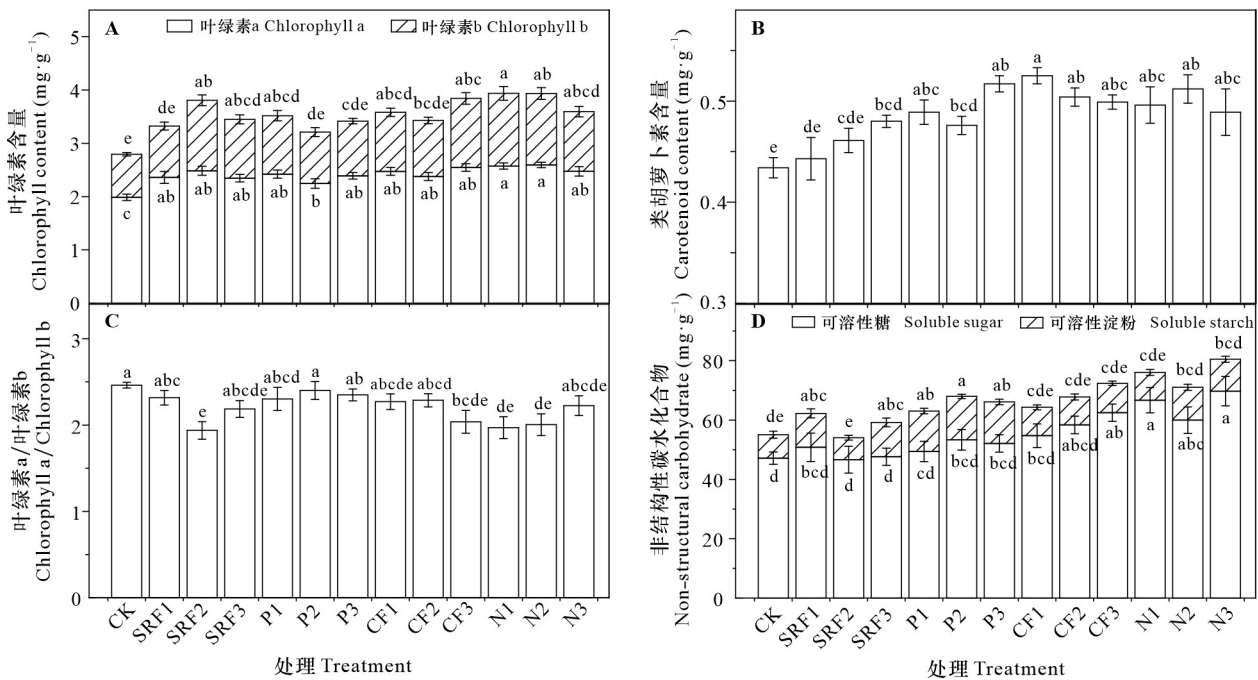 A
叶绿素a Chlorophyll a
叶绿素b Chlorophyll b
叶绿素含量
Chlorophyll content (mg·g⁻¹)
5
4
3
2
1
0
e de ab abcd abcd de cde abcd bcde abc a ab bcd
c ab ab ab ab b ab ab ab ab a a ab
B
类胡萝卜素含量
Carotenoid content (mg·g⁻¹)
0.5
0.4
0.3
e de cd bcd abc bcd ab a ab abc abc ab abc
C
叶绿素a/叶绿素b
Chlorophyll a/Chlorophyll b
3
2
1
0
a abc e abcde abcd a ab abcde abcd bcde de de abcde
CK SRF1 SRF2 SRF3 P1 P2 P3 CF1 CF2 CF3 N1 N2 N3
处理 Treatment
D
可溶性糖 Soluble sugar
可溶性淀粉 Soluble starch
非结构性碳水化合物
Non-structural carbohydrate (mg·g⁻¹)
80
60
40
20
0
de abc e abc ab a ab cde cde cde cde cde bcd
d bcd d d cd bcd bcd bcd abcd ab a abc a
CK SRF1 SRF2 SRF3 P1 P2 P3 CF1 CF2 CF3 N1 N2 N3
处理 Treatment